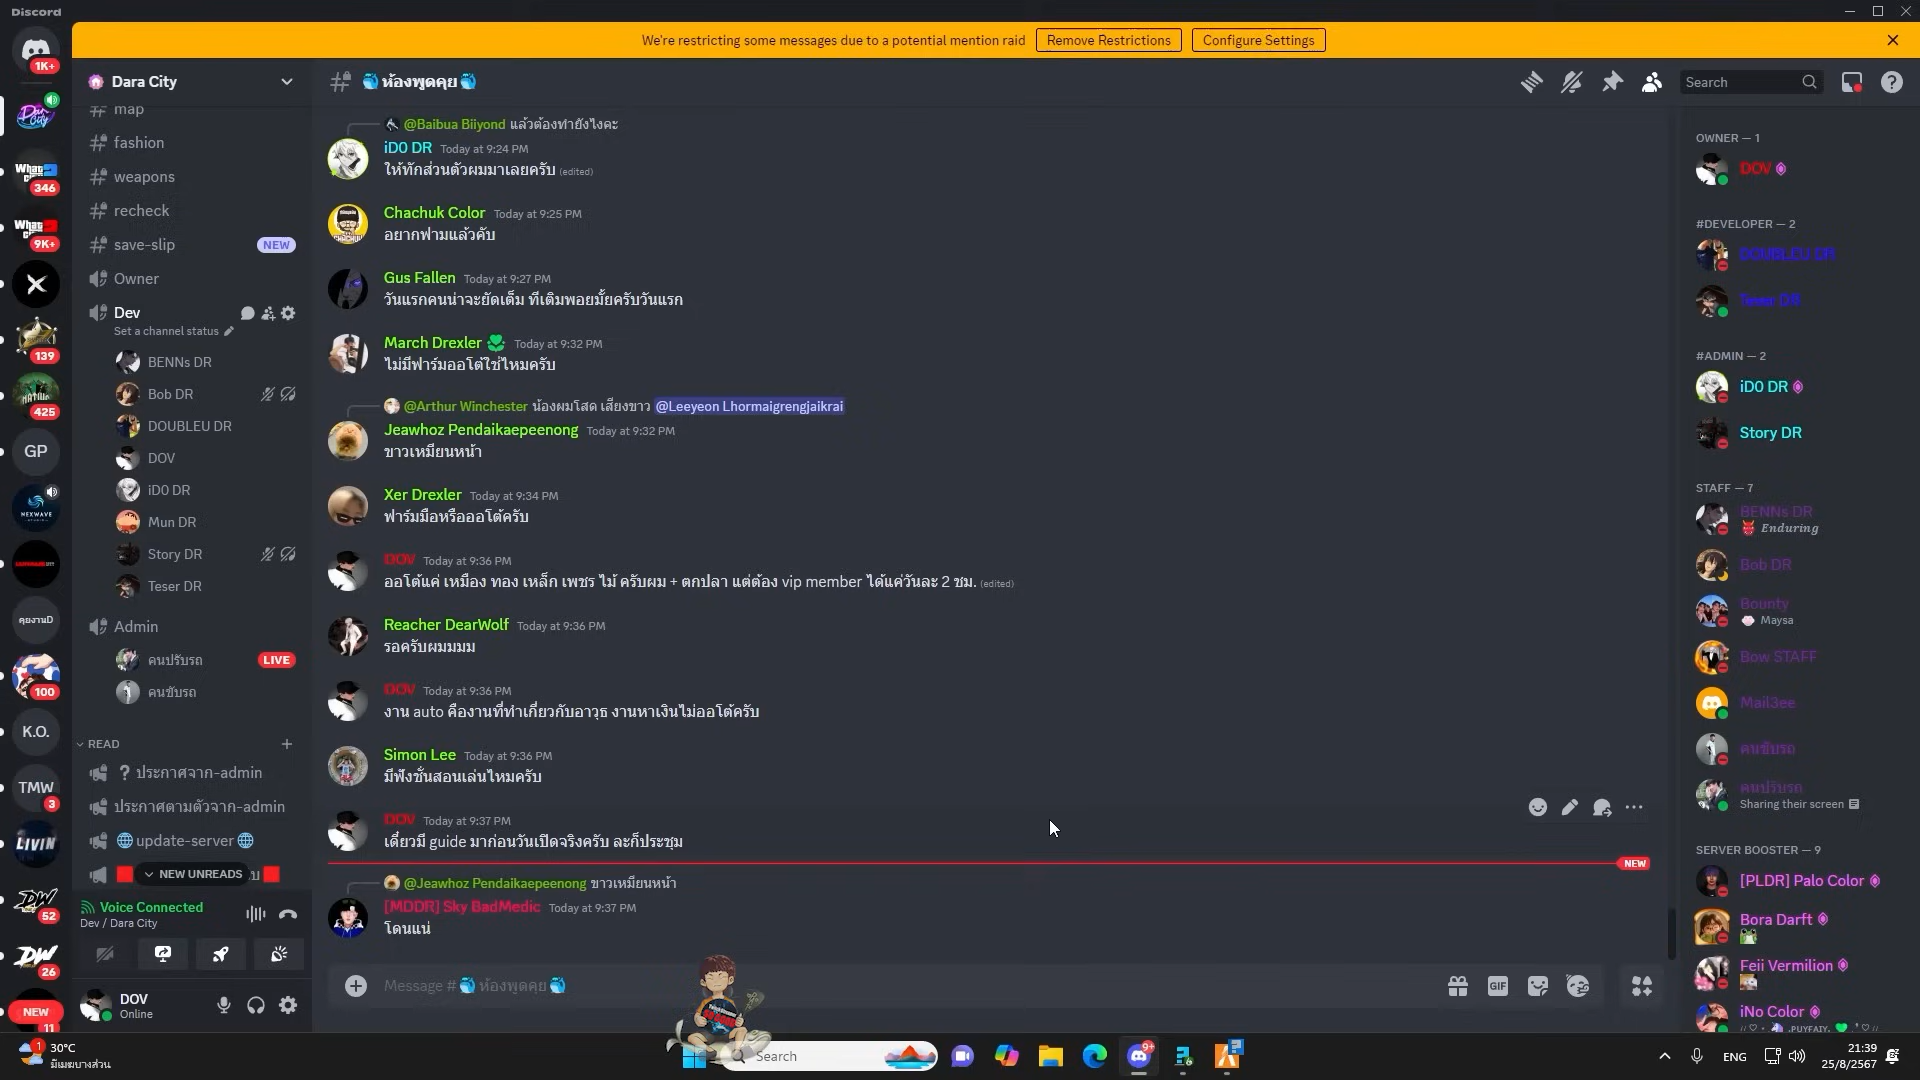 Discord
We're restricting some messages due to a potential mention raid
Remove Restrictions
Configure Settings
1K+
346
9K+
139
425
GP
NEXWAVE
คุยงานD
100
K.O.
TMW
3
LIVIN
52
26
NEW
11
Dara City
map
fashion
weapons
recheck
save-slip NEW
Owner
Dev
Set a channel status
BENNs DR
Bob DR
DOUBLEU DR
DOV
iD0 DR
Mun DR
Story DR
Teser DR
Admin
คนปรับรถ LIVE
คนขับรถ
READ
? ประกาศจาก-admin
ประกาศตามตัวจาก-admin
🌐update-server🌐
NEW UNREADS
Voice Connected
Dev / Dara City
DOV
Online
ห้องพูดคุย
Search
@Baibua Biiyond แล้วต้องทำยังไงคะ
iD0 DR Today at 9:24 PM
ให้ทักส่วนตัวผมมาเลยครับ (edited)
Chachuk Color Today at 9:25 PM
อยากฟามแล้วคับ
Gus Fallen Today at 9:27 PM
วันแรกคนน่าจะยัดเต็ม ทีเติมพอยมั้ยครับวันแรก
March Drexler Today at 9:32 PM
ไม่มีฟาร์มออโต้ใช่ไหมครับ
@Arthur Winchester น้องผมโสด เสียงขาว @Leeyeon Lhormaigrengjaikrai
Jeawhoz Pendaikaepeenong Today at 9:32 PM
ขาวเหมียนหน้า
Xer Drexler Today at 9:34 PM
ฟาร์มมือหรือออโต้ครับ
DOV Today at 9:36 PM
ออโต้แค่ เหมือง ทอง เหล็ก เพชร ไม้ ครับผม + ตกปลา แต่ต้อง vip member ได้แค่วันละ 2 ชม. (edited)
Reacher DearWolf Today at 9:36 PM
รอครับผมมมม
DOV Today at 9:36 PM
งาน auto คืองานที่ทำเกี่ยวกับอาวุธ งานหาเงินไม่ออโต้ครับ
Simon Lee Today at 9:36 PM
มีฟังชั่นสอนเล่นไหมครับ
DOV Today at 9:37 PM
เดี๋ยวมี guide มาก่อนวันเปิดจริงครับ ละก็ประชุม
NEW
@Jeawhoz Pendaikaepeenong ขาวเหมียนหน้า
[MDDR] Sky BadMedic Today at 9:37 PM
โดนแน่
Message # ห้องพูดคุย
GIF
OWNER — 1
DOV
#DEVELOPER — 2
DOUBLEU DR
Teser DR
#ADMIN — 2
iD0 DR
Story DR
STAFF — 7
BENNs DR
Enduring
Bob DR
Bounty
Maysa
Bow STAFF
Mail3ee
คนขับรถ
คนปรับรถ
Sharing their screen
SERVER BOOSTER — 9
[PLDR] Palo Color
Bora Darft
Feii Vermilion
iNo Color
1
30°C
มีเมฆบางส่วน
Search
9+
ENG
21:39
25/8/2567